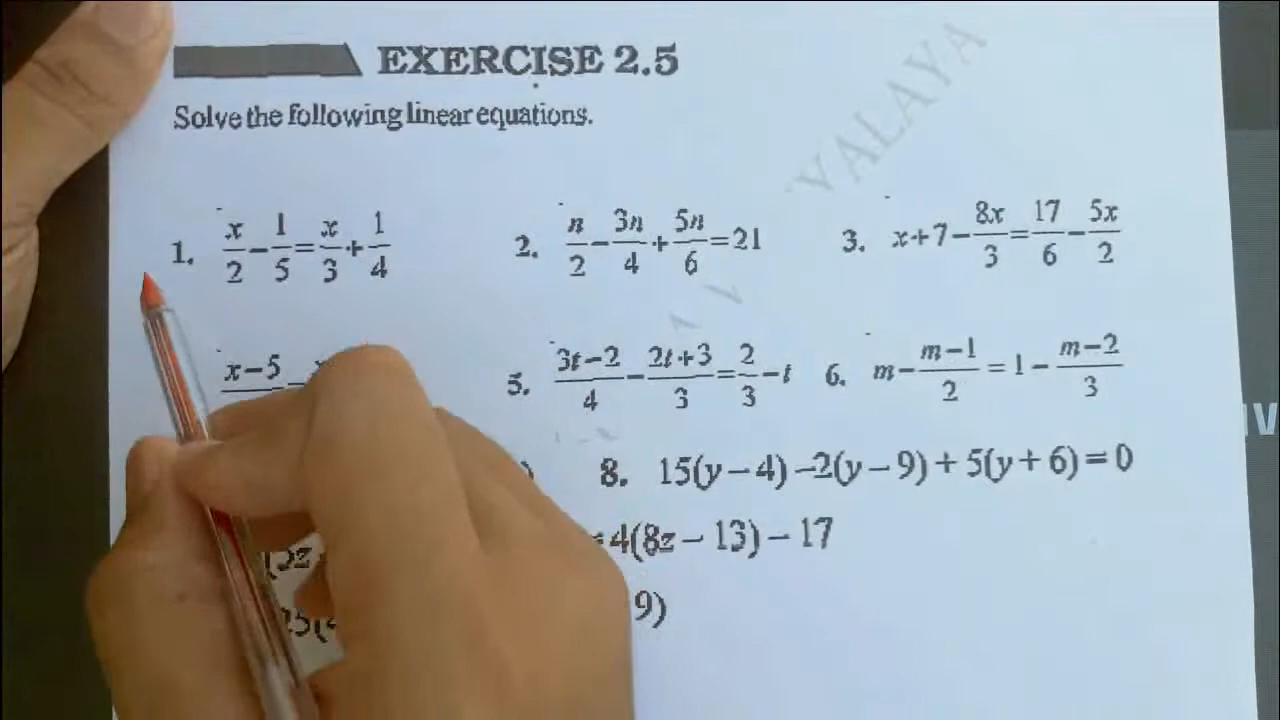 EXERCISE 2.5
Solve the following linear equations.
YALAYA
1. x/2 - 1/5 = x/3 + 1/4
2. n/2 - 3n/4 + 5n/6 = 21
3. x + 7 - 8x/3 = 17/6 - 5x/2
x-5
5. 3t-2/4 - 2t+3/3 = 2/3 - t
6. m - m-1/2 = 1 - m-2/3
8. 15(y – 4) –2(y – 9) + 5(y + 6) = 0
4(8z – 13) – 17
9)